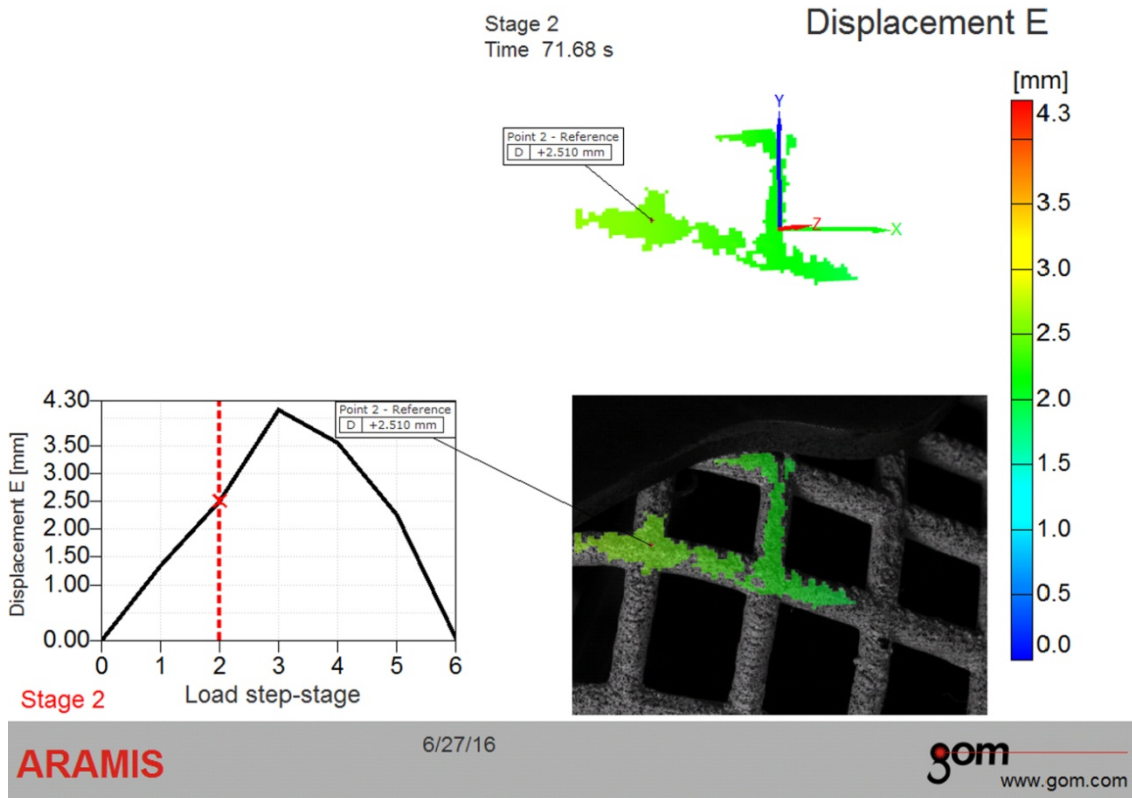 Stage 2
Time 71.68 s
Displacement E
[mm]
4.3
3.5
3.0
2.5
2.0
1.5
1.0
0.5
0.0
Point 2 - Reference
D +2.510 mm
Y
Z
X
4.30
3.50
3.00
2.50
2.00
1.50
1.00
0.00
Displacement E [mm]
Point 2 - Reference
D +2.510 mm
0 1 2 3 4 5 6
Stage 2
Load step-stage
ARAMIS
6/27/16
gom
www.gom.com